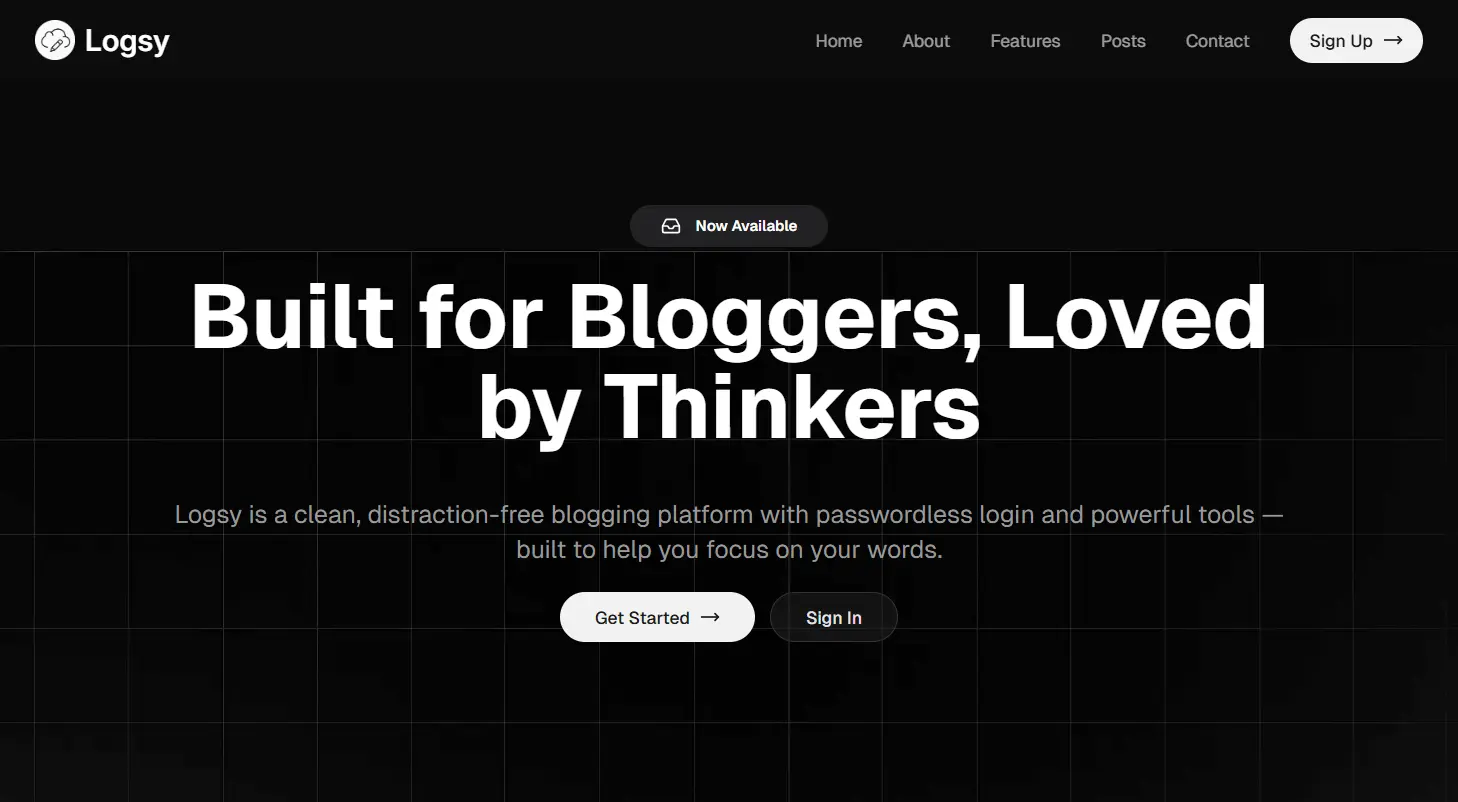 Logsy
Home
About
Features
Posts
Contact
Sign Up
Now Available
Built for Bloggers, Loved
by Thinkers
Logsy is a clean, distraction-free blogging platform with passwordless login and powerful tools —
built to help you focus on your words.
Get Started
Sign In